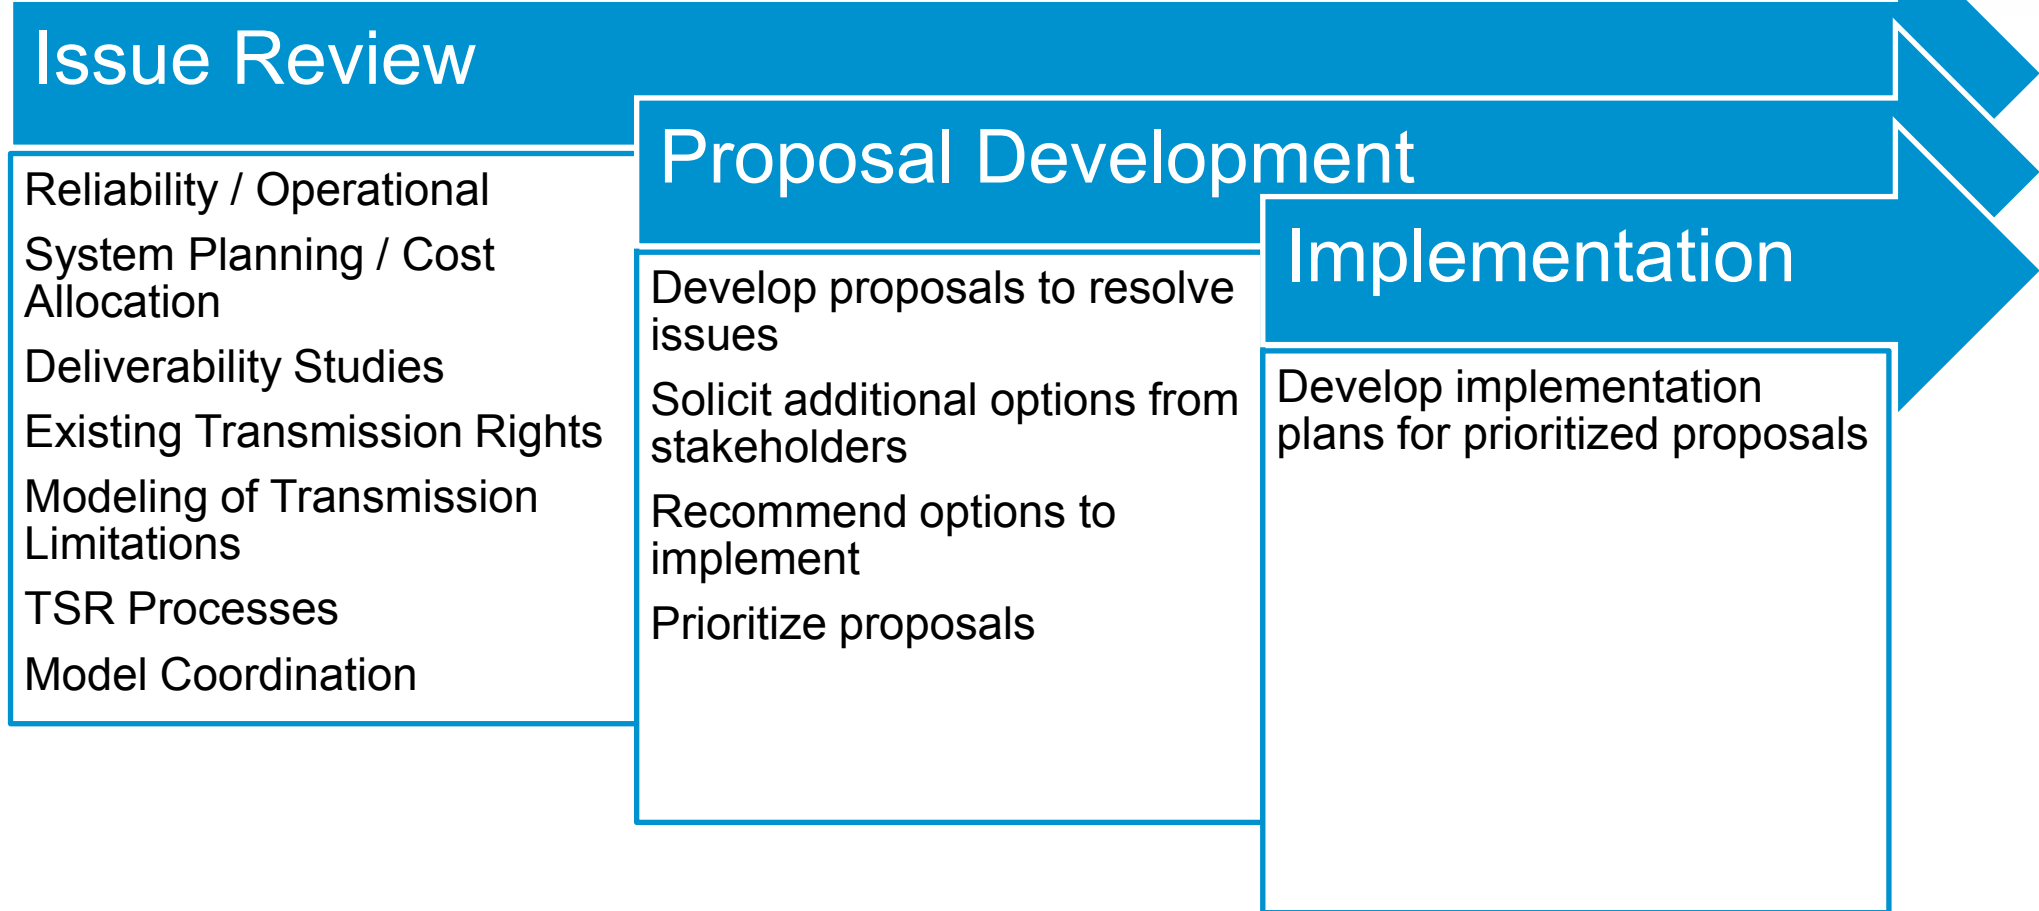 Issue Review
Reliability / Operational
System Planning / Cost
Allocation
Deliverability Studies
Existing Transmission Rights
Modeling of Transmission
Limitations
TSR Processes
Model Coordination
Proposal Development
Develop proposals to resolve
issues
Solicit additional options from
stakeholders
Recommend options to
implement
Prioritize proposals
Implementation
Develop implementation
plans for prioritized proposals